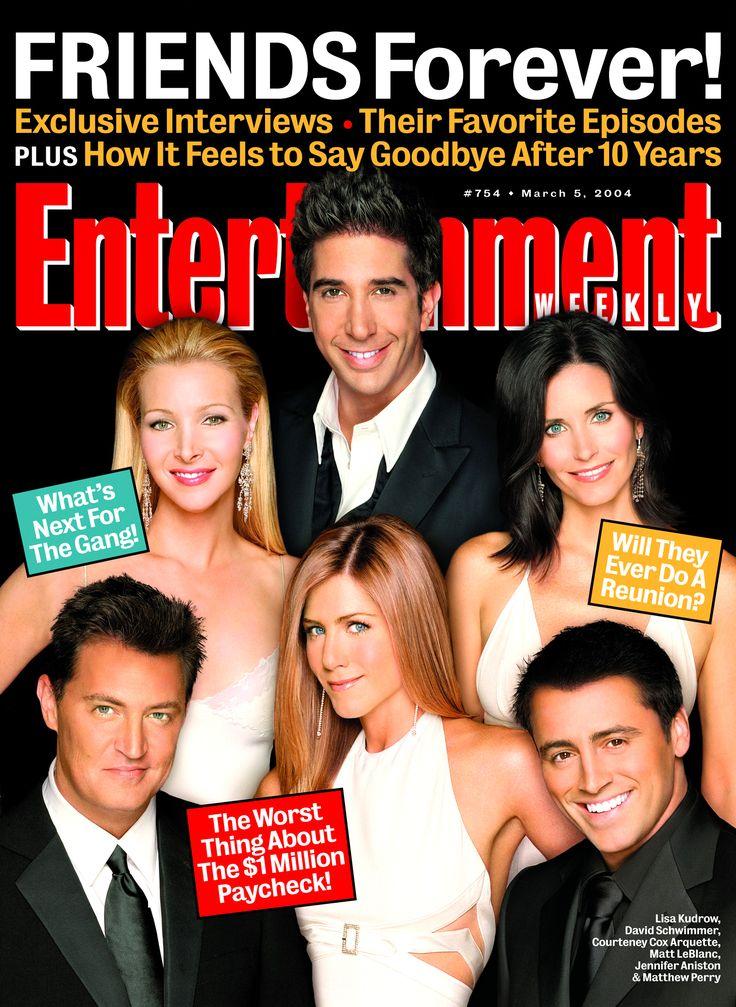 FRIENDS Forever!
Exclusive Interviews • Their Favorite Episodes
PLUS How It Feels to Say Goodbye After 10 Years
#754 • March 5, 2004
Entertainment
WEEKLY
What's
Next For
The Gang!
Will They
Ever Do A
Reunion?
The Worst
Thing About
The $1 Million
Paycheck!
Lisa Kudrow,
David Schwimmer,
Courteney Cox Arquette,
Matt LeBlanc,
Jennifer Aniston
& Matthew Perry